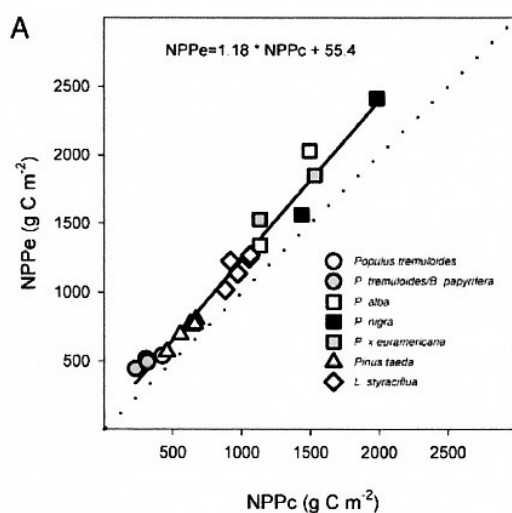 A
NPPe=1.18 * NPPc + 55.4
2500
2000
1500
1000
500
NPPe (g C m⁻²)
Populus tremuloides
P tremuloides/B papyrifera
P alba
P nigra
P x euramericana
Pinus taeda
L styraciflua
500 1000 1500 2000 2500
NPPc (g C m⁻²)